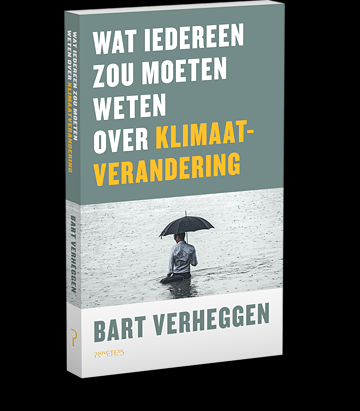 WAT IEDEREEN
ZOU MOETEN
WETEN
OVER KLIMAAT-
VERANDERING
BART VERHEGGEN
PROMETHEUS
WAT IEDEREEN ZOU MOETEN
WETEN OVER KLIMAATVERANDERING
BART VERHEGGEN